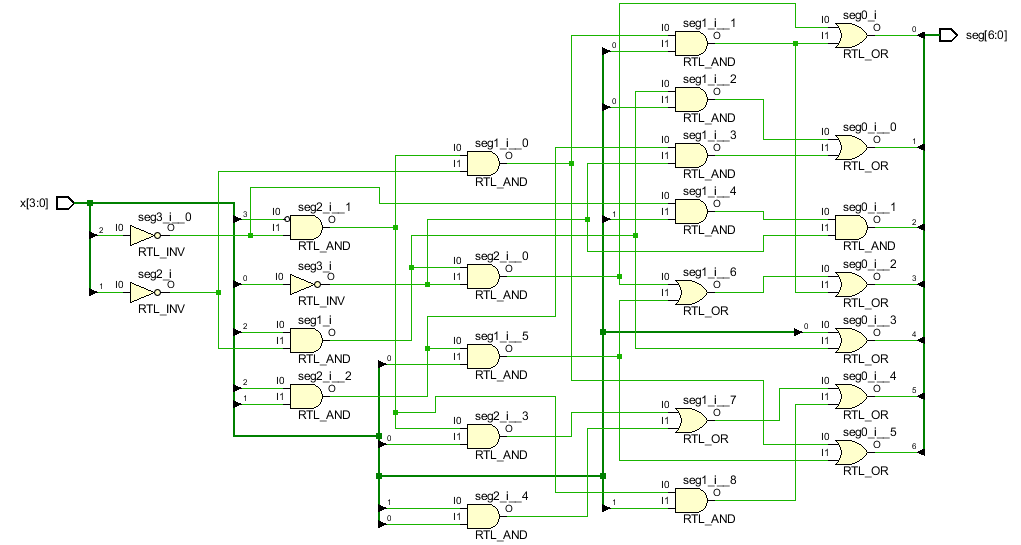 x[3:0]
2 I0 seg3_i__0 O RTL_INV
1 I0 seg2_i O RTL_INV
3 I0 I1 seg2_i__1 O RTL_AND
0 I0 seg3_i O RTL_INV
2 I0 I1 seg1_i O RTL_AND
2 1 I0 I1 seg2_i__2 O RTL_AND
I0 I1 seg1_i__0 O RTL_AND
I0 I1 seg2_i__0 O RTL_AND
0 I0 I1 seg1_i__5 O RTL_AND
0 I0 I1 seg2_i__3 O RTL_AND
1 0 I0 I1 seg2_i__4 O RTL_AND
0 I0 I1 seg1_i__1 O RTL_AND
0 I0 I1 seg1_i__2 O RTL_AND
I0 I1 seg1_i__3 O RTL_AND
1 I0 I1 seg1_i__4 O RTL_AND
I0 I1 seg1_i__6 O RTL_OR
I0 I1 seg1_i__7 O RTL_OR
1 I0 I1 seg1_i__8 O RTL_AND
I0 I1 seg0_i O RTL_OR 0
I0 I1 seg0_i__0 O RTL_OR 1
I0 I1 seg0_i__1 O RTL_AND 2
I0 I1 seg0_i__2 O RTL_OR 3
0 I0 I1 seg0_i__3 O RTL_OR 4
I0 I1 seg0_i__4 O RTL_OR 5
I0 I1 seg0_i__5 O RTL_OR 6
seg[6:0]